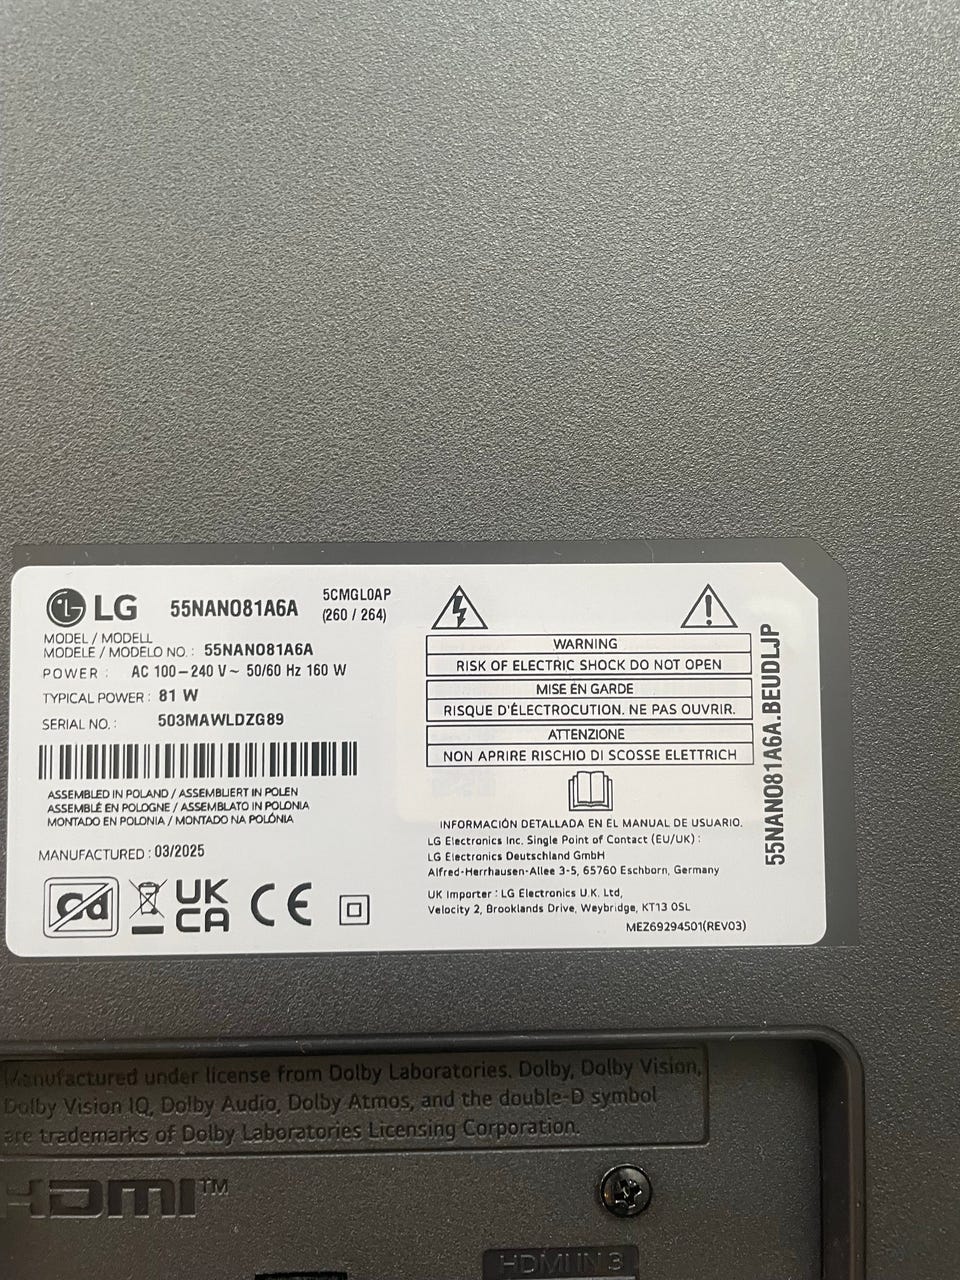 LG 55NANO81A6A 5CMGL0AP
(260 / 264)
MODEL / MODELL
MODÈLE / MODELO NO. : 55NANO81A6A
POWER : AC 100–240 V~ 50/60 Hz 160 W
TYPICAL POWER : 81 W
SERIAL NO. : 503MAWLDZG89
ASSEMBLED IN POLAND / ASSEMBLIERT IN POLEN
ASSEMBLÉ EN POLOGNE / ASSEMBLATO IN POLONIA
MONTADO EN POLONIA / MONTADO NA POLÓNIA
MANUFACTURED : 03/2025
Cd
UK
CA
CE
WARNING
RISK OF ELECTRIC SHOCK DO NOT OPEN
MISE EN GARDE
RISQUE D'ÉLECTROCUTION. NE PAS OUVRIR.
ATTENZIONE
NON APRIRE RISCHIO DI SCOSSE ELETTRICH
INFORMACIÓN DETALLADA EN EL MANUAL DE USUARIO.
LG Electronics Inc. Single Point of Contact (EU/UK) :
LG Electronics Deutschland GmbH
Alfred-Herrhausen-Allee 3-5, 65760 Eschborn, Germany
UK Importer : LG Electronics U.K. Ltd,
Velocity 2, Brooklands Drive, Weybridge, KT13 0SL
MEZ69294501(REV03)
55NANO81A6A.BEUDLJP
Manufactured under license from Dolby Laboratories. Dolby, Dolby Vision,
Dolby Vision IQ, Dolby Audio, Dolby Atmos, and the double-D symbol
are trademarks of Dolby Laboratories Licensing Corporation.
HDMI™
HDMI IN 3